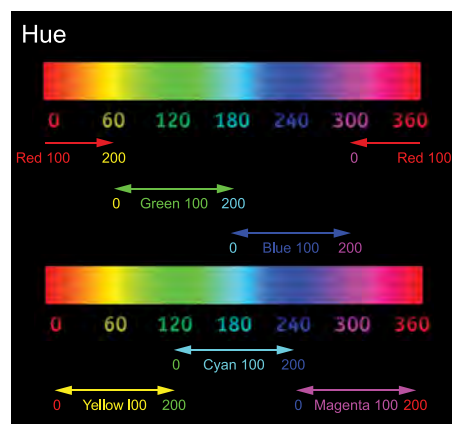 Hue
0 60 120 180 240 300 360
Red 100 200 0 Red 100
0 Green 100 200
0 Blue 100 200
0 60 120 180 240 300 360
0 Cyan 100 200
0 Yellow l00 200 0 Magenta 100 200